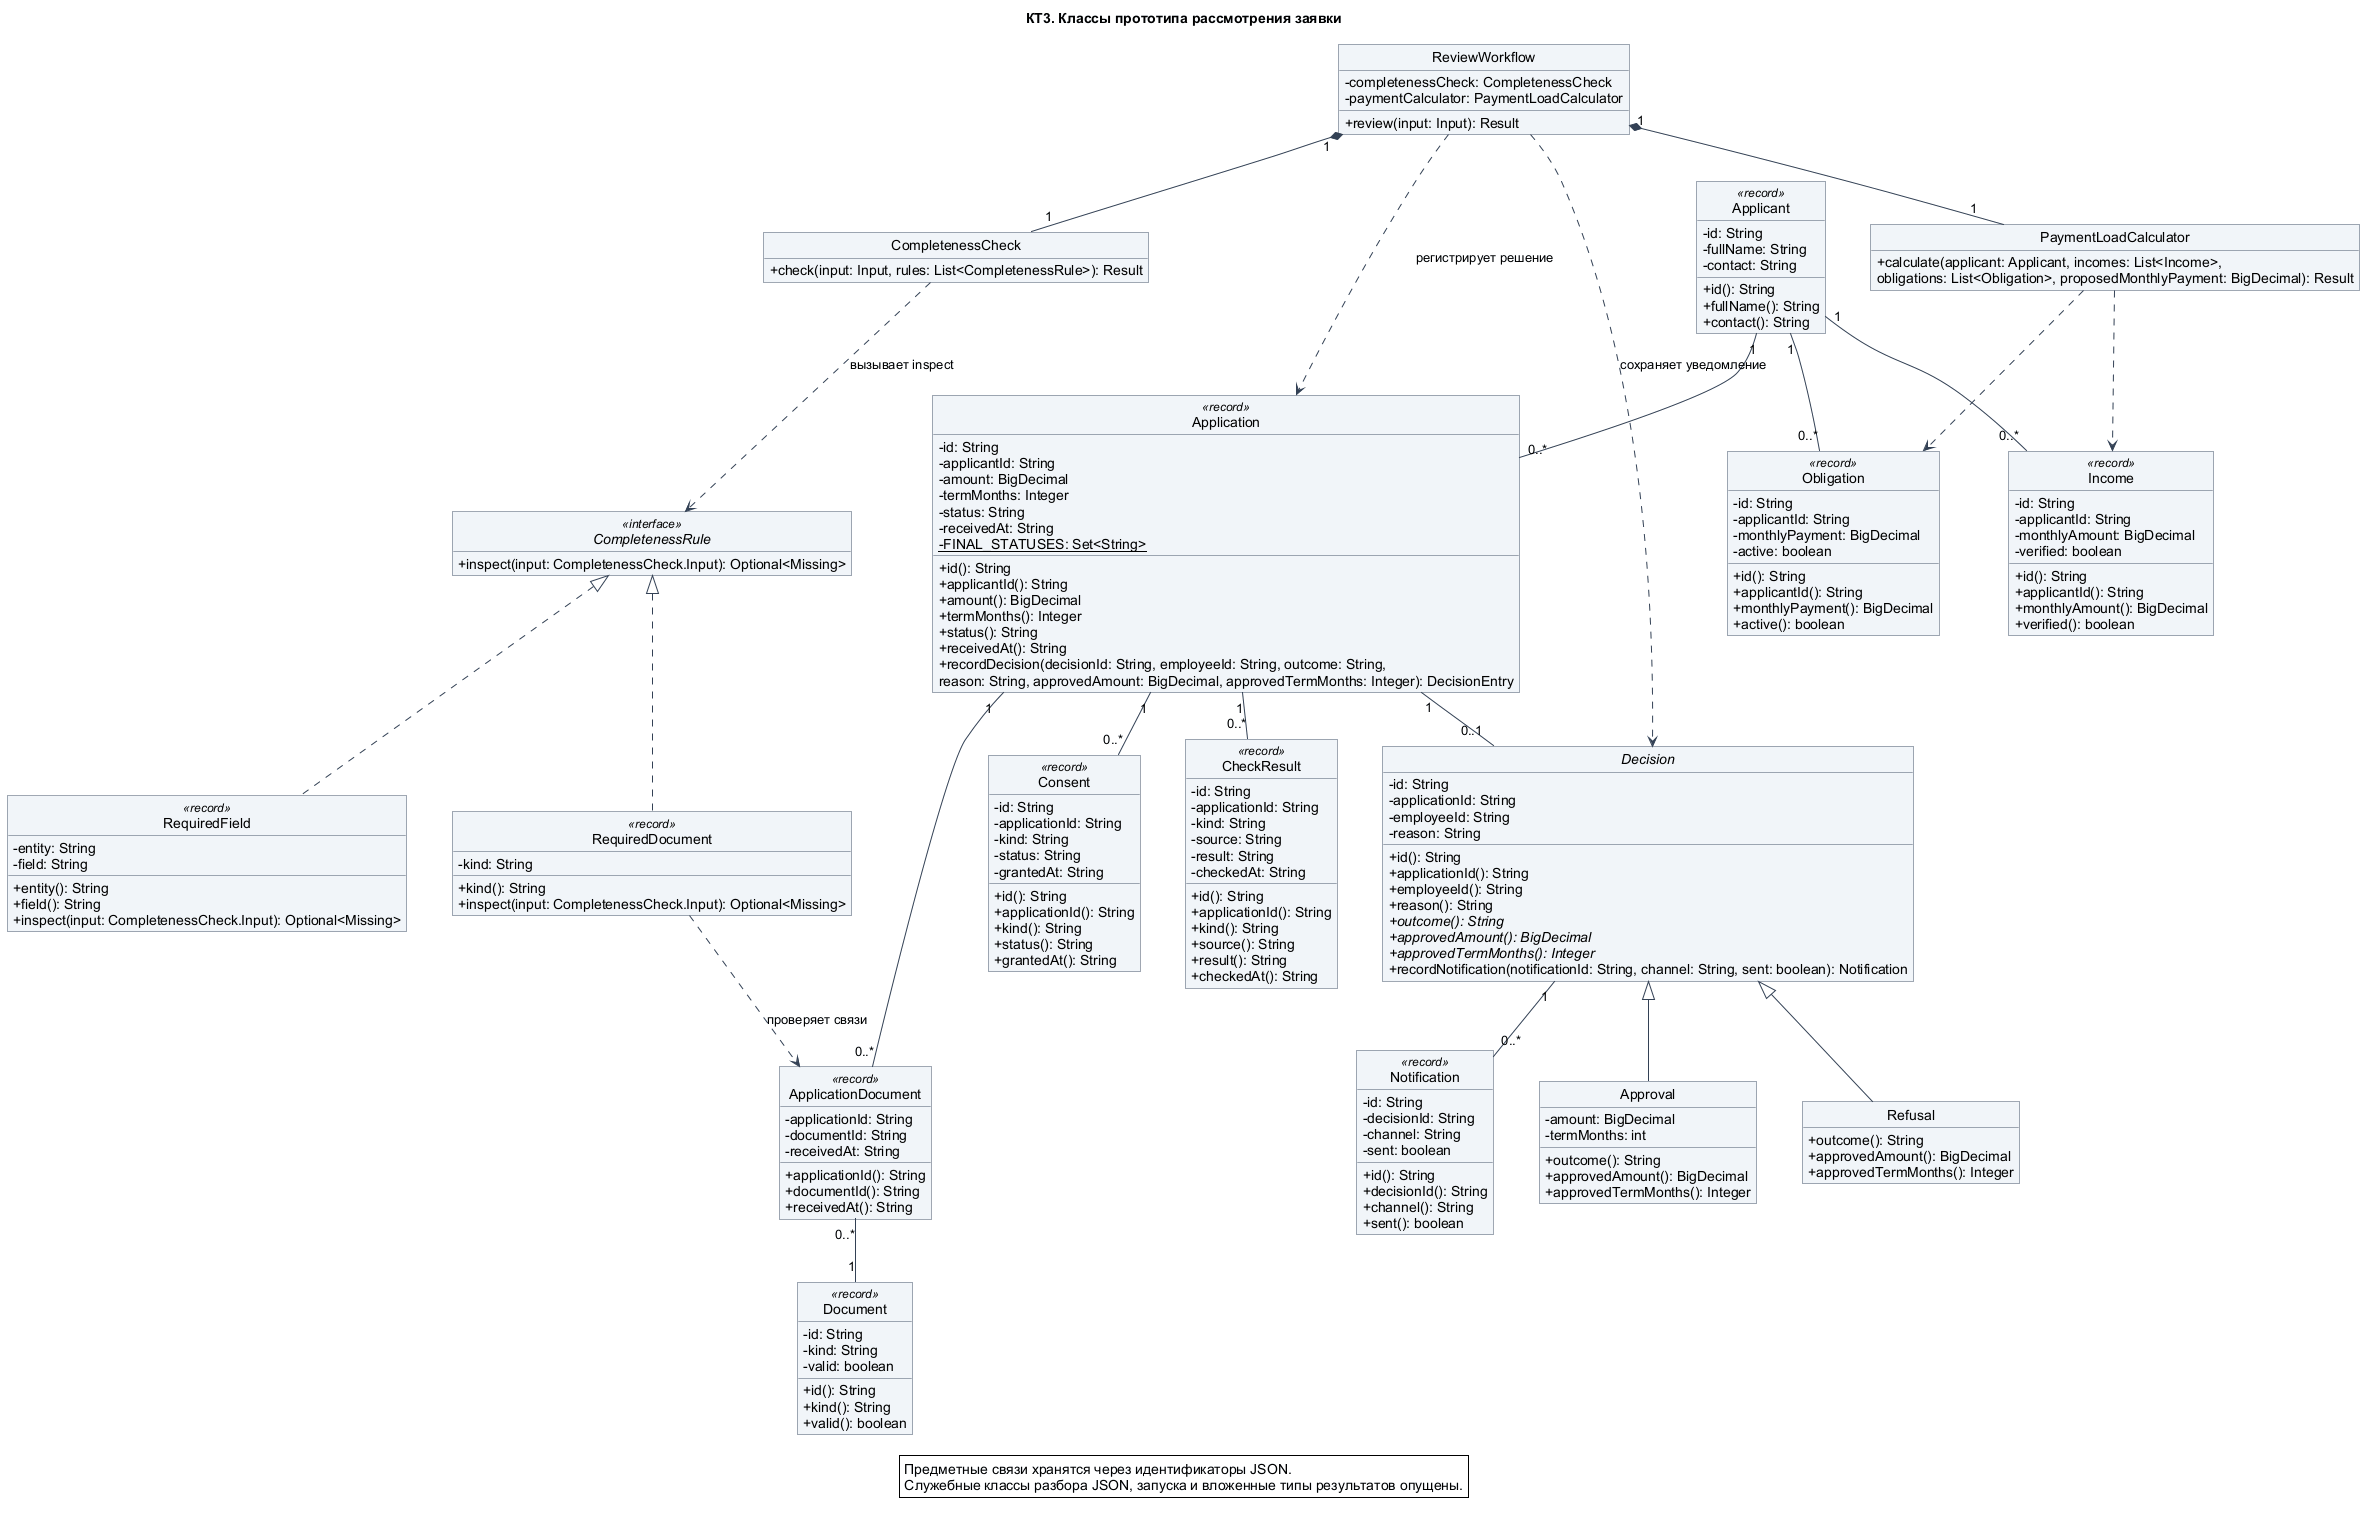 КТ3. Классы прототипа рассмотрения заявки
ReviewWorkflow
-completenessCheck: CompletenessCheck
-paymentCalculator: PaymentLoadCalculator
+review(input: Input): Result
1
1
1
1
CompletenessCheck
+check(input: Input, rules: List<CompletenessRule>): Result
регистрирует решение
сохраняет уведомление
«record»
Applicant
-id: String
-fullName: String
-contact: String
+id(): String
+fullName(): String
+contact(): String
PaymentLoadCalculator
+calculate(applicant: Applicant, incomes: List<Income>,
obligations: List<Obligation>, proposedMonthlyPayment: BigDecimal): Result
1
1
1
вызывает inspect
0..*
0..*
0..*
«record»
Application
-id: String
-applicantId: String
-amount: BigDecimal
-termMonths: Integer
-status: String
-receivedAt: String
-FINAL_STATUSES: Set<String>
+id(): String
+applicantId(): String
+amount(): BigDecimal
+termMonths(): Integer
+status(): String
+receivedAt(): String
+recordDecision(decisionId: String, employeeId: String, outcome: String,
reason: String, approvedAmount: BigDecimal, approvedTermMonths: Integer): DecisionEntry
«record»
Obligation
-id: String
-applicantId: String
-monthlyPayment: BigDecimal
-active: boolean
+id(): String
+applicantId(): String
+monthlyPayment(): BigDecimal
+active(): boolean
«record»
Income
-id: String
-applicantId: String
-monthlyAmount: BigDecimal
-verified: boolean
+id(): String
+applicantId(): String
+monthlyAmount(): BigDecimal
+verified(): boolean
«interface»
CompletenessRule
+inspect(input: CompletenessCheck.Input): Optional<Missing>
1
1
1
1
0..*
0..*
0..1
«record»
RequiredField
-entity: String
-field: String
+entity(): String
+field(): String
+inspect(input: CompletenessCheck.Input): Optional<Missing>
«record»
RequiredDocument
-kind: String
+kind(): String
+inspect(input: CompletenessCheck.Input): Optional<Missing>
«record»
Consent
-id: String
-applicationId: String
-kind: String
-status: String
-grantedAt: String
+id(): String
+applicationId(): String
+kind(): String
+status(): String
+grantedAt(): String
«record»
CheckResult
-id: String
-applicationId: String
-kind: String
-source: String
-result: String
-checkedAt: String
+id(): String
+applicationId(): String
+kind(): String
+source(): String
+result(): String
+checkedAt(): String
Decision
-id: String
-applicationId: String
-employeeId: String
-reason: String
+id(): String
+applicationId(): String
+employeeId(): String
+reason(): String
+outcome(): String
+approvedAmount(): BigDecimal
+approvedTermMonths(): Integer
+recordNotification(notificationId: String, channel: String, sent: boolean): Notification
проверяет связи
0..*
1
0..*
«record»
ApplicationDocument
-applicationId: String
-documentId: String
-receivedAt: String
+applicationId(): String
+documentId(): String
+receivedAt(): String
«record»
Notification
-id: String
-decisionId: String
-channel: String
-sent: boolean
+id(): String
+decisionId(): String
+channel(): String
+sent(): boolean
Approval
-amount: BigDecimal
-termMonths: int
+outcome(): String
+approvedAmount(): BigDecimal
+approvedTermMonths(): Integer
Refusal
+outcome(): String
+approvedAmount(): BigDecimal
+approvedTermMonths(): Integer
0..*
1
«record»
Document
-id: String
-kind: String
-valid: boolean
+id(): String
+kind(): String
+valid(): boolean
Предметные связи хранятся через идентификаторы JSON.
Служебные классы разбора JSON, запуска и вложенные типы результатов опущены.